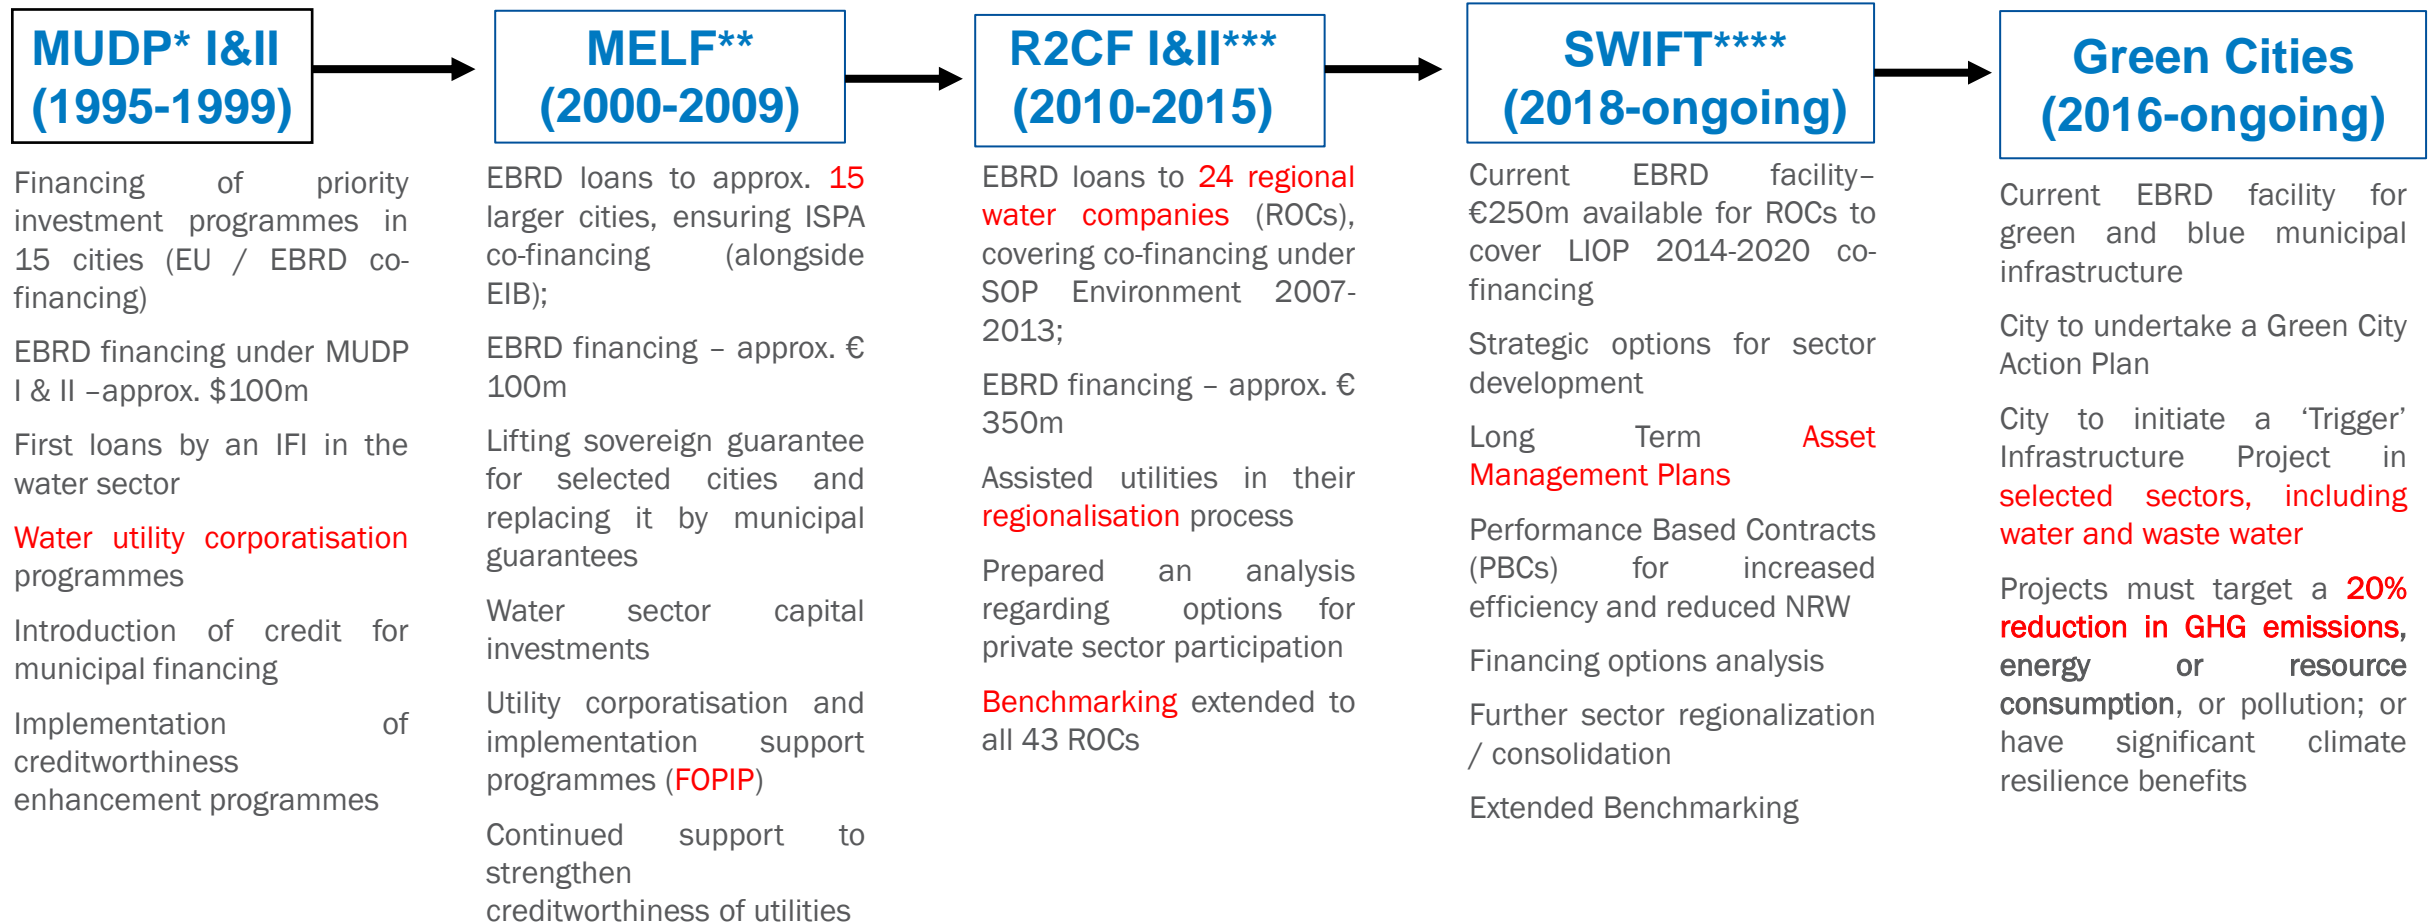 MUDP* I&II
(1995-1999)
Financing of priority
investment programmes in
15 cities (EU / EBRD co-
financing)
EBRD financing under MUDP
I & II –approx. $100m
First loans by an IFI in the
water sector
Water utility corporatisation
programmes
Introduction of credit for
municipal financing
Implementation of
creditworthiness
enhancement programmes
MELF**
(2000-2009)
EBRD loans to approx. 15
larger cities, ensuring ISPA
co-financing (alongside
EIB);
EBRD financing – approx. €
100m
Lifting sovereign guarantee
for selected cities and
replacing it by municipal
guarantees
Water sector capital
investments
Utility corporatisation and
implementation support
programmes (FOPIP)
Continued support to
strengthen
creditworthiness of utilities
R2CF I&II***
(2010-2015)
EBRD loans to 24 regional
water companies (ROCs),
covering co-financing under
SOP Environment 2007-
2013;
EBRD financing – approx. €
350m
Assisted utilities in their
regionalisation process
Prepared an analysis
regarding options for
private sector participation
Benchmarking extended to
all 43 ROCs
SWIFT****
(2018-ongoing)
Current EBRD facility–
€250m available for ROCs to
cover LIOP 2014-2020 co-
financing
Strategic options for sector
development
Long Term Asset
Management Plans
Performance Based Contracts
(PBCs) for increased
efficiency and reduced NRW
Financing options analysis
Further sector regionalization
/ consolidation
Extended Benchmarking
Green Cities
(2016-ongoing)
Current EBRD facility for
green and blue municipal
infrastructure
City to undertake a Green City
Action Plan
City to initiate a ‘Trigger’
Infrastructure Project in
selected sectors, including
water and waste water
Projects must target a 20%
reduction in GHG emissions,
energy or resource
consumption, or pollution; or
have significant climate
resilience benefits